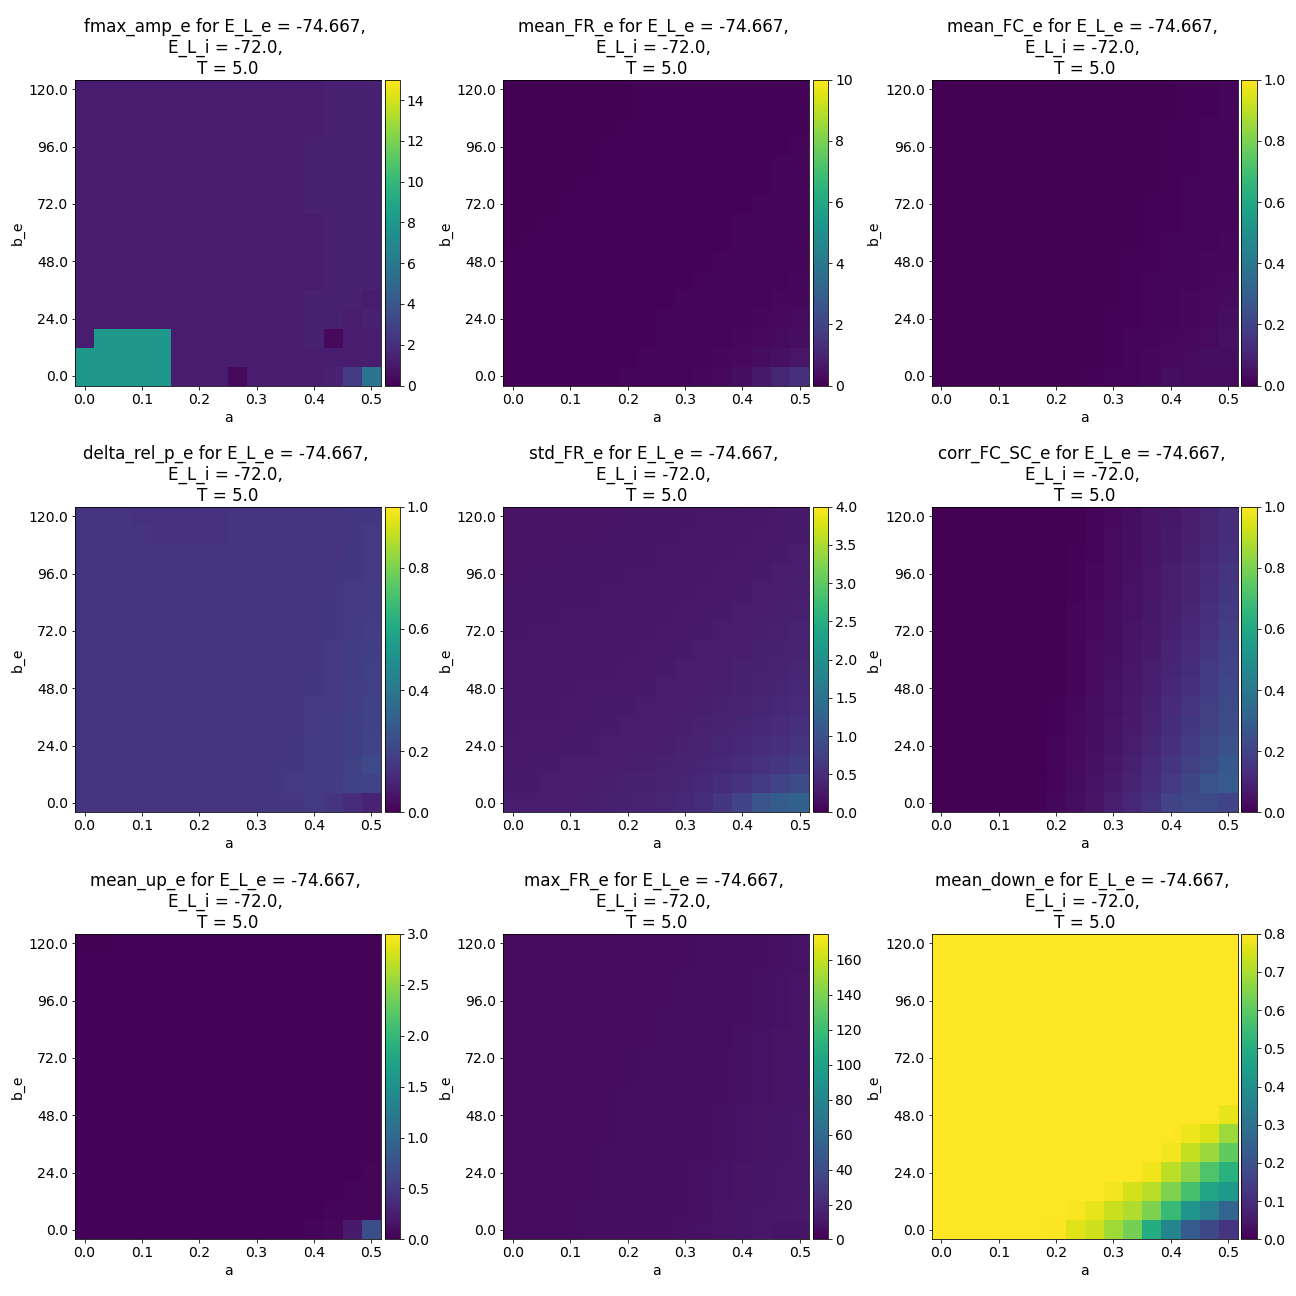 fmax_amp_e for E_L_e = -74.667,
E_L_i = -72.0,
T = 5.0
120.0
96.0
72.0
48.0
24.0
0.0
b_e
0.0 0.1 0.2 0.3 0.4 0.5
a
14
12
10
8
6
4
2
0
mean_FR_e for E_L_e = -74.667,
E_L_i = -72.0,
T = 5.0
120.0
96.0
72.0
48.0
24.0
0.0
b_e
0.0 0.1 0.2 0.3 0.4 0.5
a
10
8
6
4
2
0
mean_FC_e for E_L_e = -74.667,
E_L_i = -72.0,
T = 5.0
120.0
96.0
72.0
48.0
24.0
0.0
b_e
0.0 0.1 0.2 0.3 0.4 0.5
a
1.0
0.8
0.6
0.4
0.2
0.0
delta_rel_p_e for E_L_e = -74.667,
E_L_i = -72.0,
T = 5.0
120.0
96.0
72.0
48.0
24.0
0.0
b_e
0.0 0.1 0.2 0.3 0.4 0.5
a
1.0
0.8
0.6
0.4
0.2
0.0
std_FR_e for E_L_e = -74.667,
E_L_i = -72.0,
T = 5.0
120.0
96.0
72.0
48.0
24.0
0.0
b_e
0.0 0.1 0.2 0.3 0.4 0.5
a
4.0
3.5
3.0
2.5
2.0
1.5
1.0
0.5
0.0
corr_FC_SC_e for E_L_e = -74.667,
E_L_i = -72.0,
T = 5.0
120.0
96.0
72.0
48.0
24.0
0.0
b_e
0.0 0.1 0.2 0.3 0.4 0.5
a
1.0
0.8
0.6
0.4
0.2
0.0
mean_up_e for E_L_e = -74.667,
E_L_i = -72.0,
T = 5.0
120.0
96.0
72.0
48.0
24.0
0.0
b_e
0.0 0.1 0.2 0.3 0.4 0.5
a
3.0
2.5
2.0
1.5
1.0
0.5
0.0
max_FR_e for E_L_e = -74.667,
E_L_i = -72.0,
T = 5.0
120.0
96.0
72.0
48.0
24.0
0.0
b_e
0.0 0.1 0.2 0.3 0.4 0.5
a
160
140
120
100
80
60
40
20
0
mean_down_e for E_L_e = -74.667,
E_L_i = -72.0,
T = 5.0
120.0
96.0
72.0
48.0
24.0
0.0
b_e
0.0 0.1 0.2 0.3 0.4 0.5
a
0.8
0.7
0.6
0.5
0.4
0.3
0.2
0.1
0.0